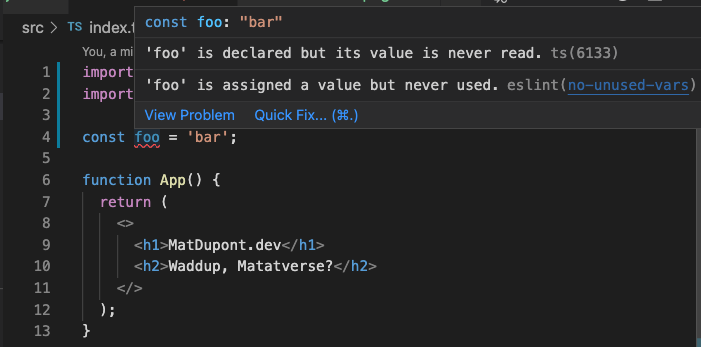 const foo: "bar"
src > TS index.t
'foo' is declared but its value is never read. ts(6133)
You, a mi
'foo' is assigned a value but never used. eslint(no-unused-vars)
1 import
2 import
View Problem Quick Fix... (⌘.)
3
4 const foo = 'bar';
5
6 function App() {
7 return (
8 <>
9 <h1>MatDupont.dev</h1>
10 <h2>Waddup, Matatverse?</h2>
11 </>
12 );
13 }